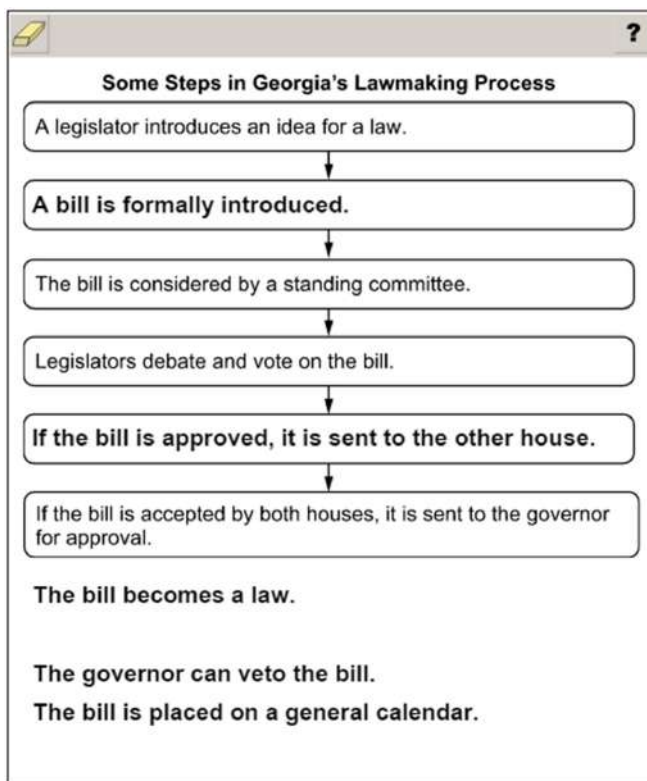 ?
Some Steps in Georgia's Lawmaking Process
A legislator introduces an idea for a law.
A bill is formally introduced.
The bill is considered by a standing committee.
Legislators debate and vote on the bill.
If the bill is approved, it is sent to the other house.
If the bill is accepted by both houses, it is sent to the governor
for approval.
The bill becomes a law.
The governor can veto the bill.
The bill is placed on a general calendar.